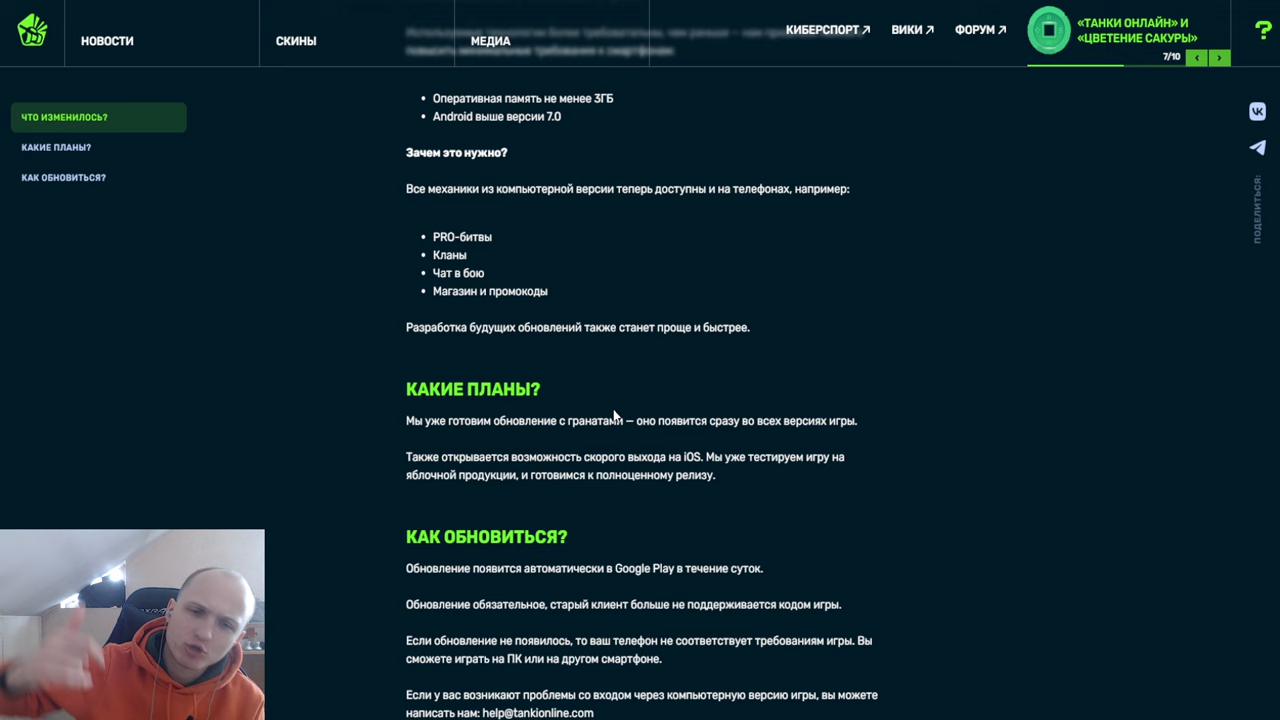 НОВОСТИ
СКИНЫ
МЕДИА
КИБЕРСПОРТ
ВИКИ
ФОРУМ
«ТАНКИ ОНЛАЙН» И
«ЦВЕТЕНИЕ САКУРЫ»
7/10
?
ЧТО ИЗМЕНИЛОСЬ?
КАКИЕ ПЛАНЫ?
КАК ОБНОВИТЬСЯ?
повысить минимальные требования к смартфонам:
• Оперативная память не менее 3ГБ
• Android выше версии 7.0
Зачем это нужно?
Все механики из компьютерной версии теперь доступны и на телефонах, например:
• PRO-битвы
• Кланы
• Чат в бою
• Магазин и промокоды
Разработка будущих обновлений также станет проще и быстрее.
КАКИЕ ПЛАНЫ?
Мы уже готовим обновление с гранатами — оно появится сразу во всех версиях игры.
Также открывается возможность скорого выхода на iOS. Мы уже тестируем игру на
яблочной продукции, и готовимся к полноценному релизу.
КАК ОБНОВИТЬСЯ?
Обновление появится автоматически в Google Play в течение суток.
Обновление обязательное, старый клиент больше не поддерживается кодом игры.
Если обновление не появилось, то ваш телефон не соответствует требованиям игры. Вы
сможете играть на ПК или на другом смартфоне.
Если у вас возникают проблемы со входом через компьютерную версию игры, вы можете
написать нам: help@tankionline.com
ПОДЕЛИТЬСЯ: